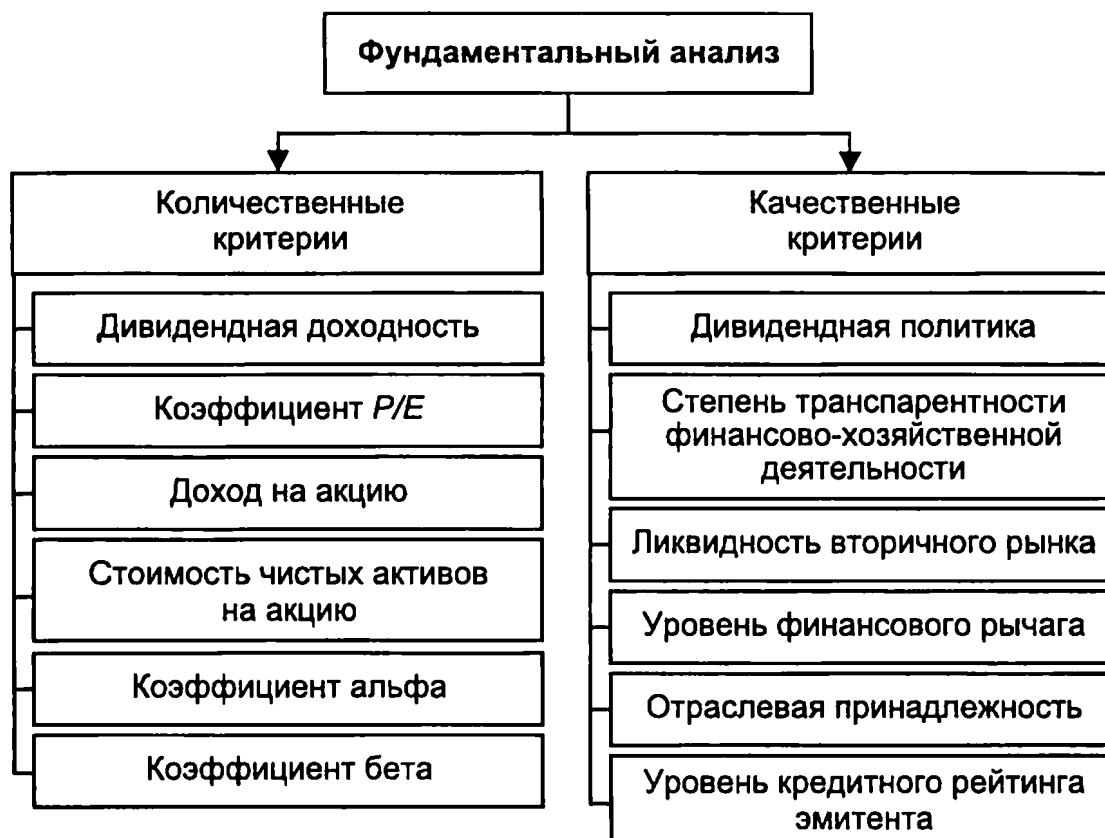 Фундаментальный анализ
Количественные
критерии
Дивидендная доходность
Коэффициент P/E
Доход на акцию
Стоимость чистых активов
на акцию
Коэффициент альфа
Коэффициент бета
Качественные
критерии
Дивидендная политика
Степень транспарентности
финансово-хозяйственной
деятельности
Ликвидность вторичного рынка
Уровень финансового рычага
Отраслевая принадлежность
Уровень кредитного рейтинга
эмитента